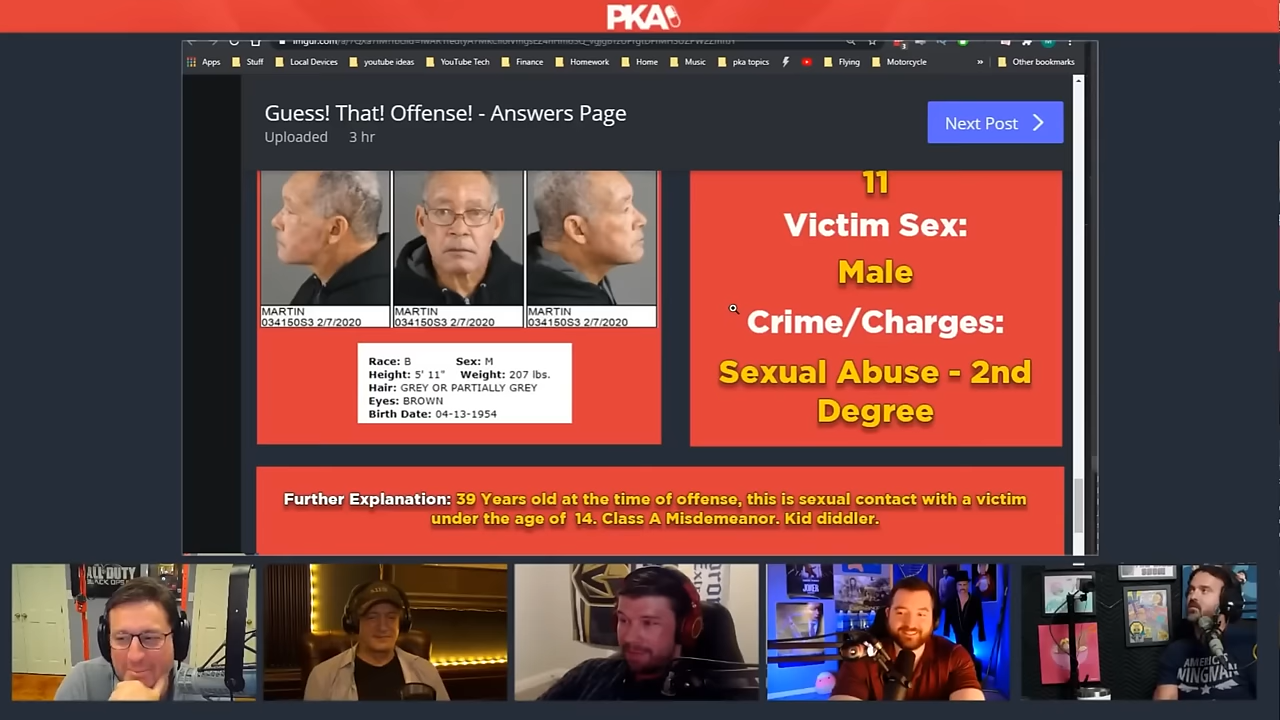 PKA
Apps Stuff Local Devices youtube ideas YouTube Tech Finance Homework Home Music pka topics Flying Motorcycle » Other bookmarks
Guess! That! Offense! - Answers Page
Uploaded 3 hr
Next Post
MARTIN
034150S3 2/7/2020
MARTIN
034150S3 2/7/2020
MARTIN
034150S3 2/7/2020
Race: B Sex: M
Height: 5' 11" Weight: 207 lbs.
Hair: GREY OR PARTIALLY GREY
Eyes: BROWN
Birth Date: 04-13-1954
11
Victim Sex:
Male
Crime/Charges:
Sexual Abuse - 2nd
Degree
Further Explanation: 39 Years old at the time of offense, this is sexual contact with a victim
under the age of 14. Class A Misdemeanor. Kid diddler.
CALL DUTY
BLACK OPS
JOKER
WINGMAN